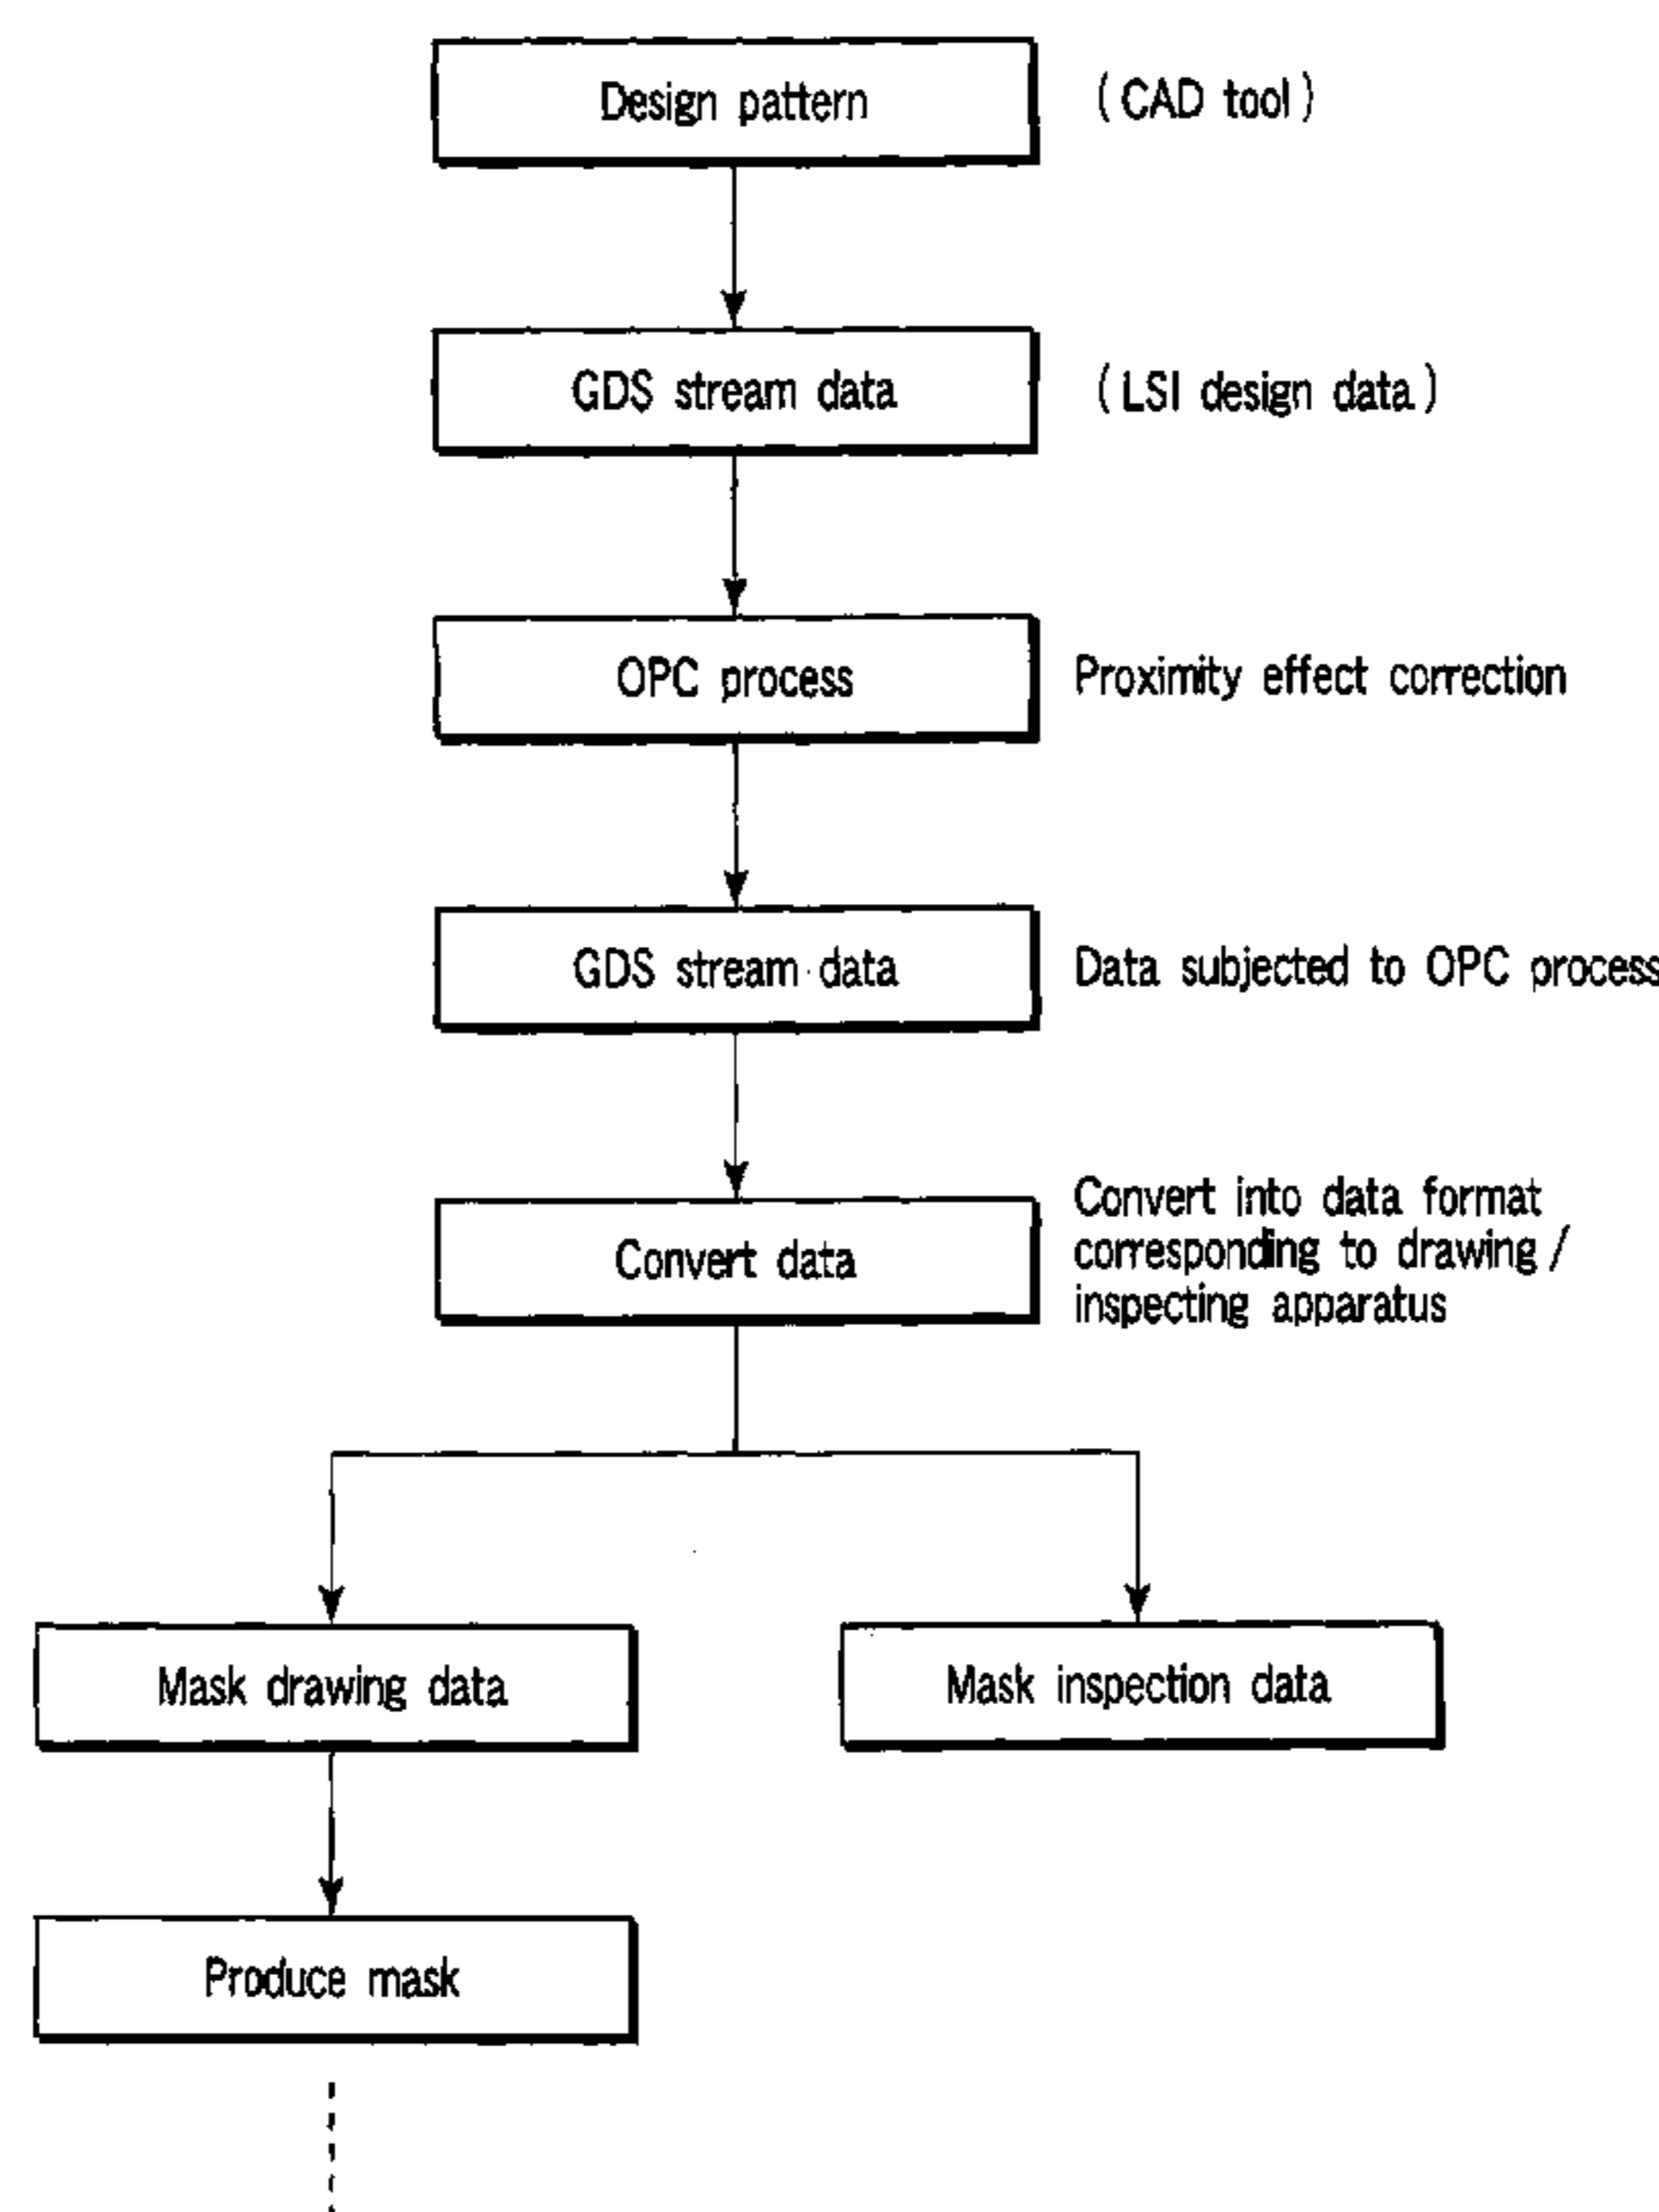 Design pattern
(CAD tool)
GDS stream data
(LSI design data)
OPC process
Proximity effect correction
GDS stream data
Data subjected to OPC process
Convert data
Convert into data format
corresponding to drawing/
inspecting apparatus
Mask drawing data
Mask inspection data
Produce mask